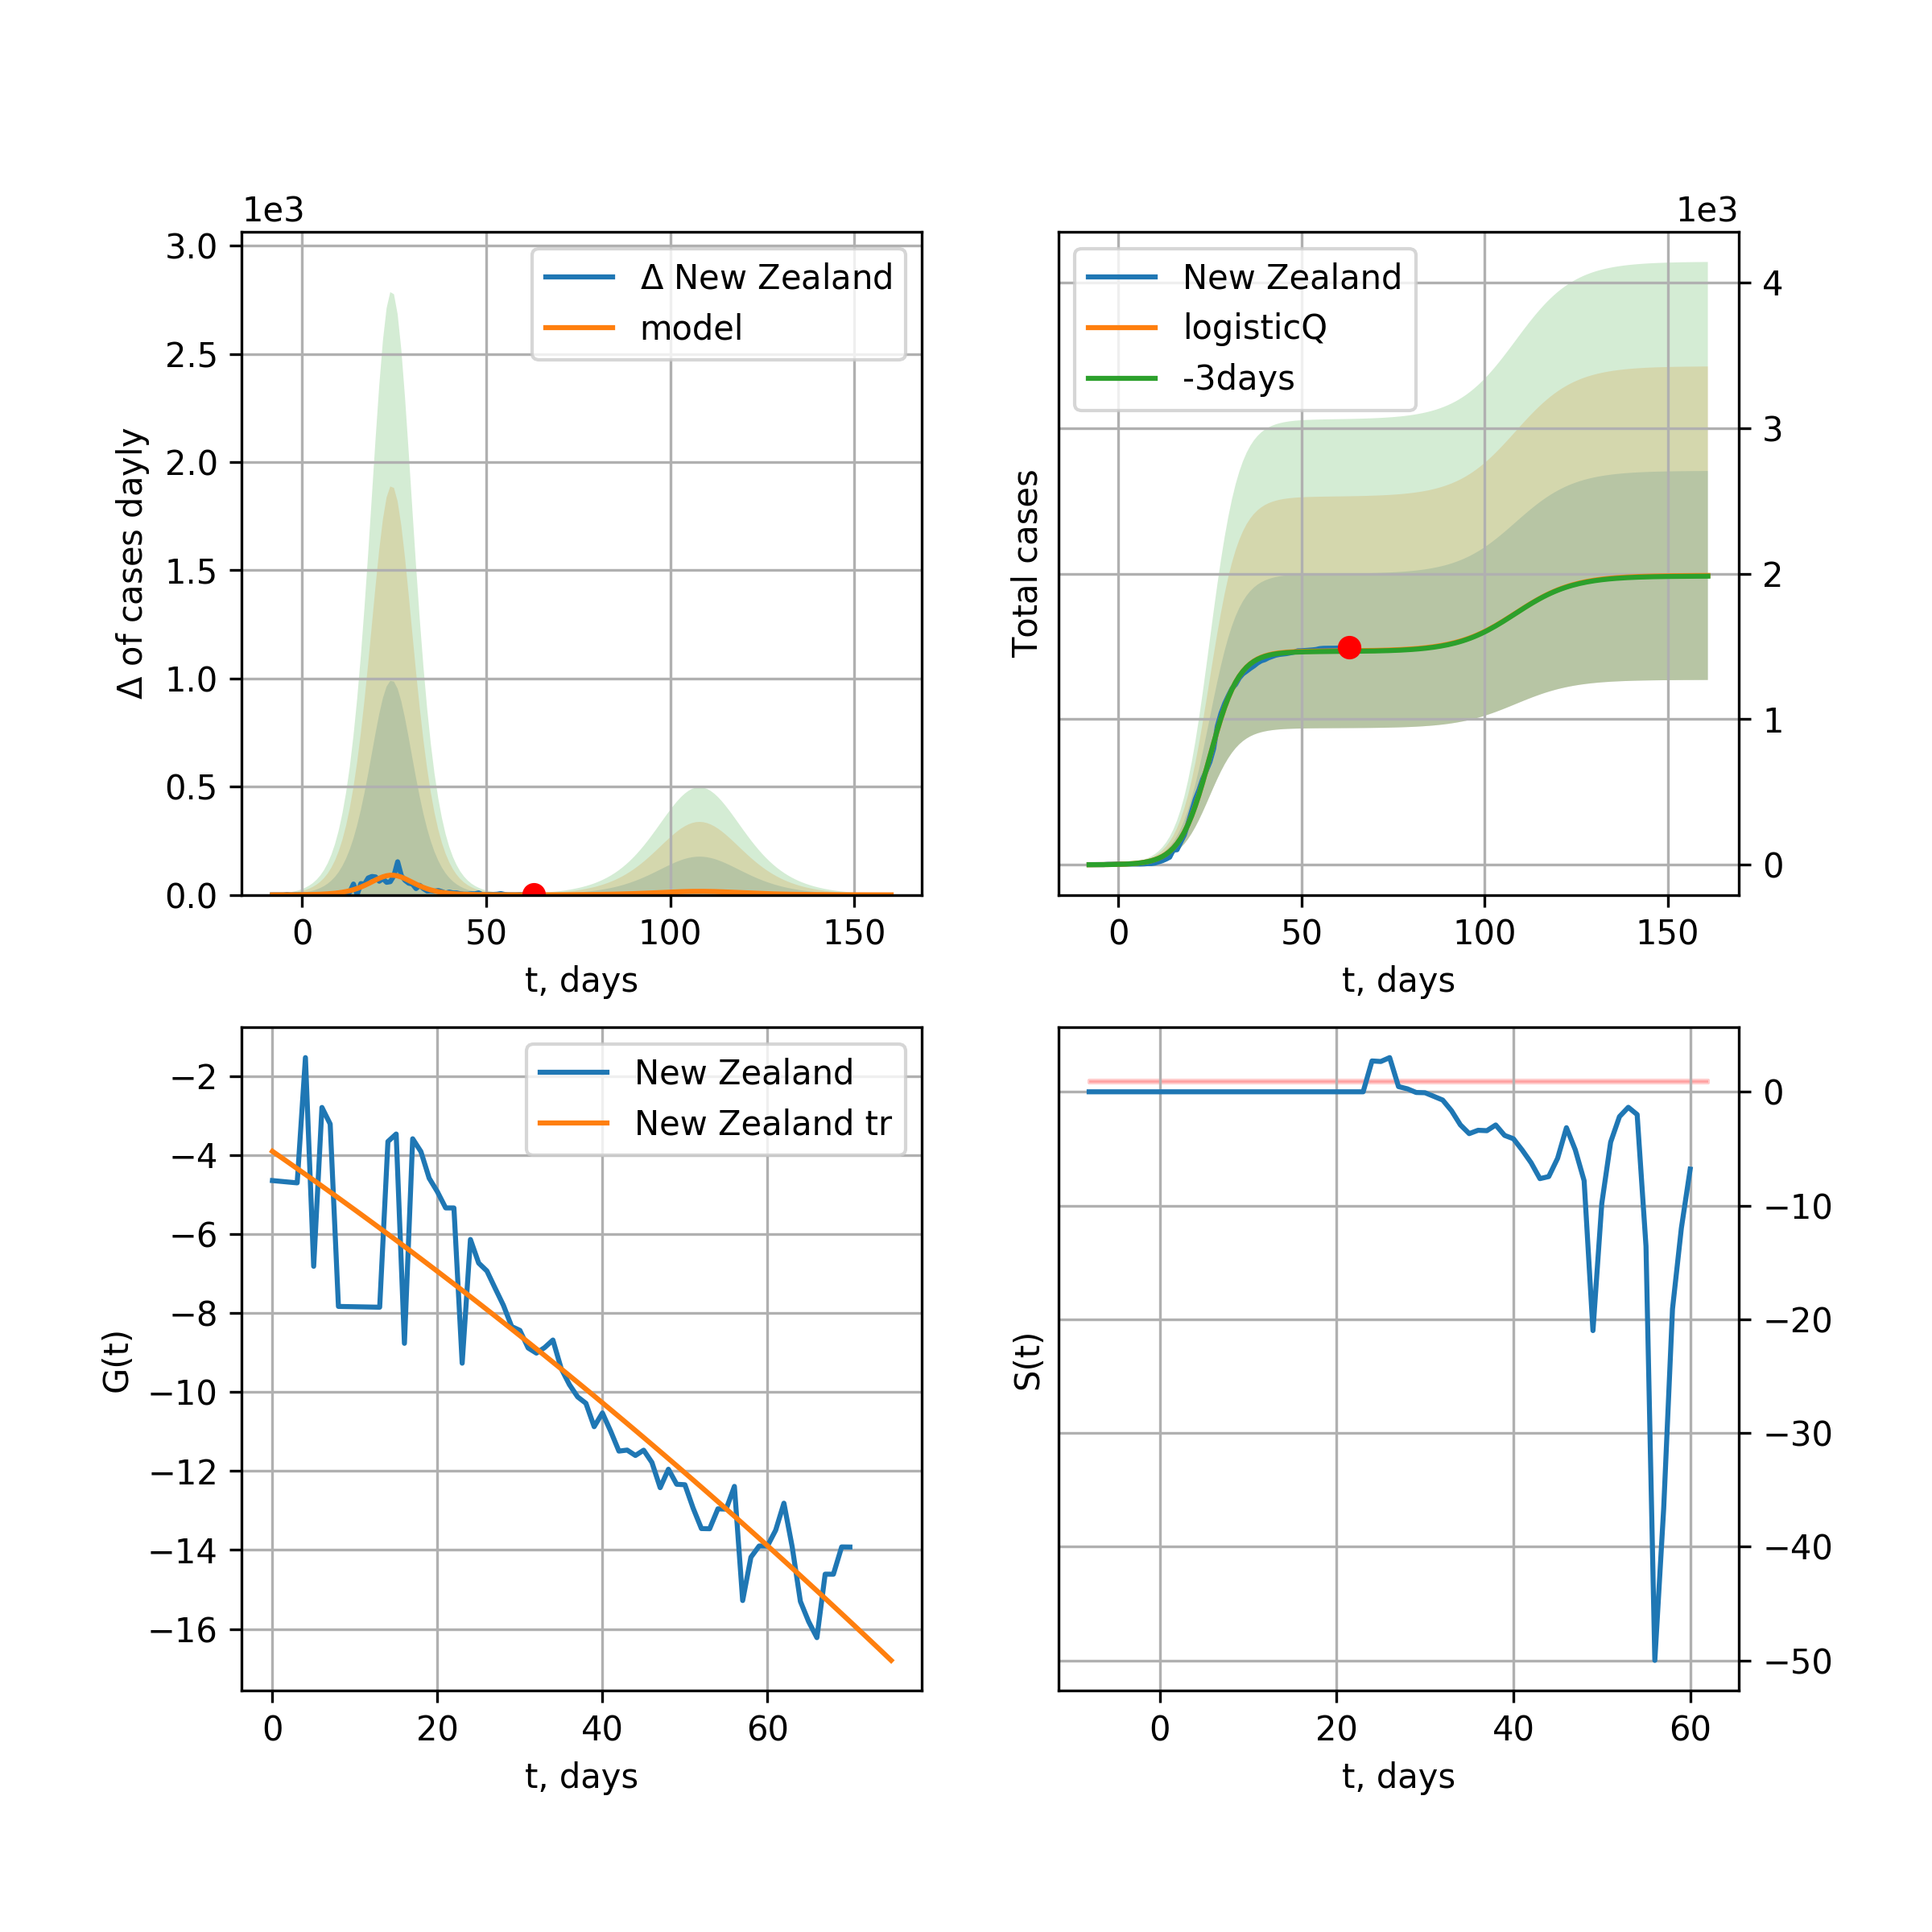 1e3
3.0
2.5
2.0
1.5
1.0
0.5
0.0
Δ of cases dayly
Δ New Zealand
model
0 50 100 150
t, days
1e3
New Zealand
logisticQ
-3days
Total cases
4
3
2
1
0
0 50 100 150
t, days
−2
−4
−6
−8
−10
−12
−14
−16
G(t)
New Zealand
New Zealand tr
0 20 40 60
t, days
S(t)
0
−10
−20
−30
−40
−50
0 20 40 60
t, days